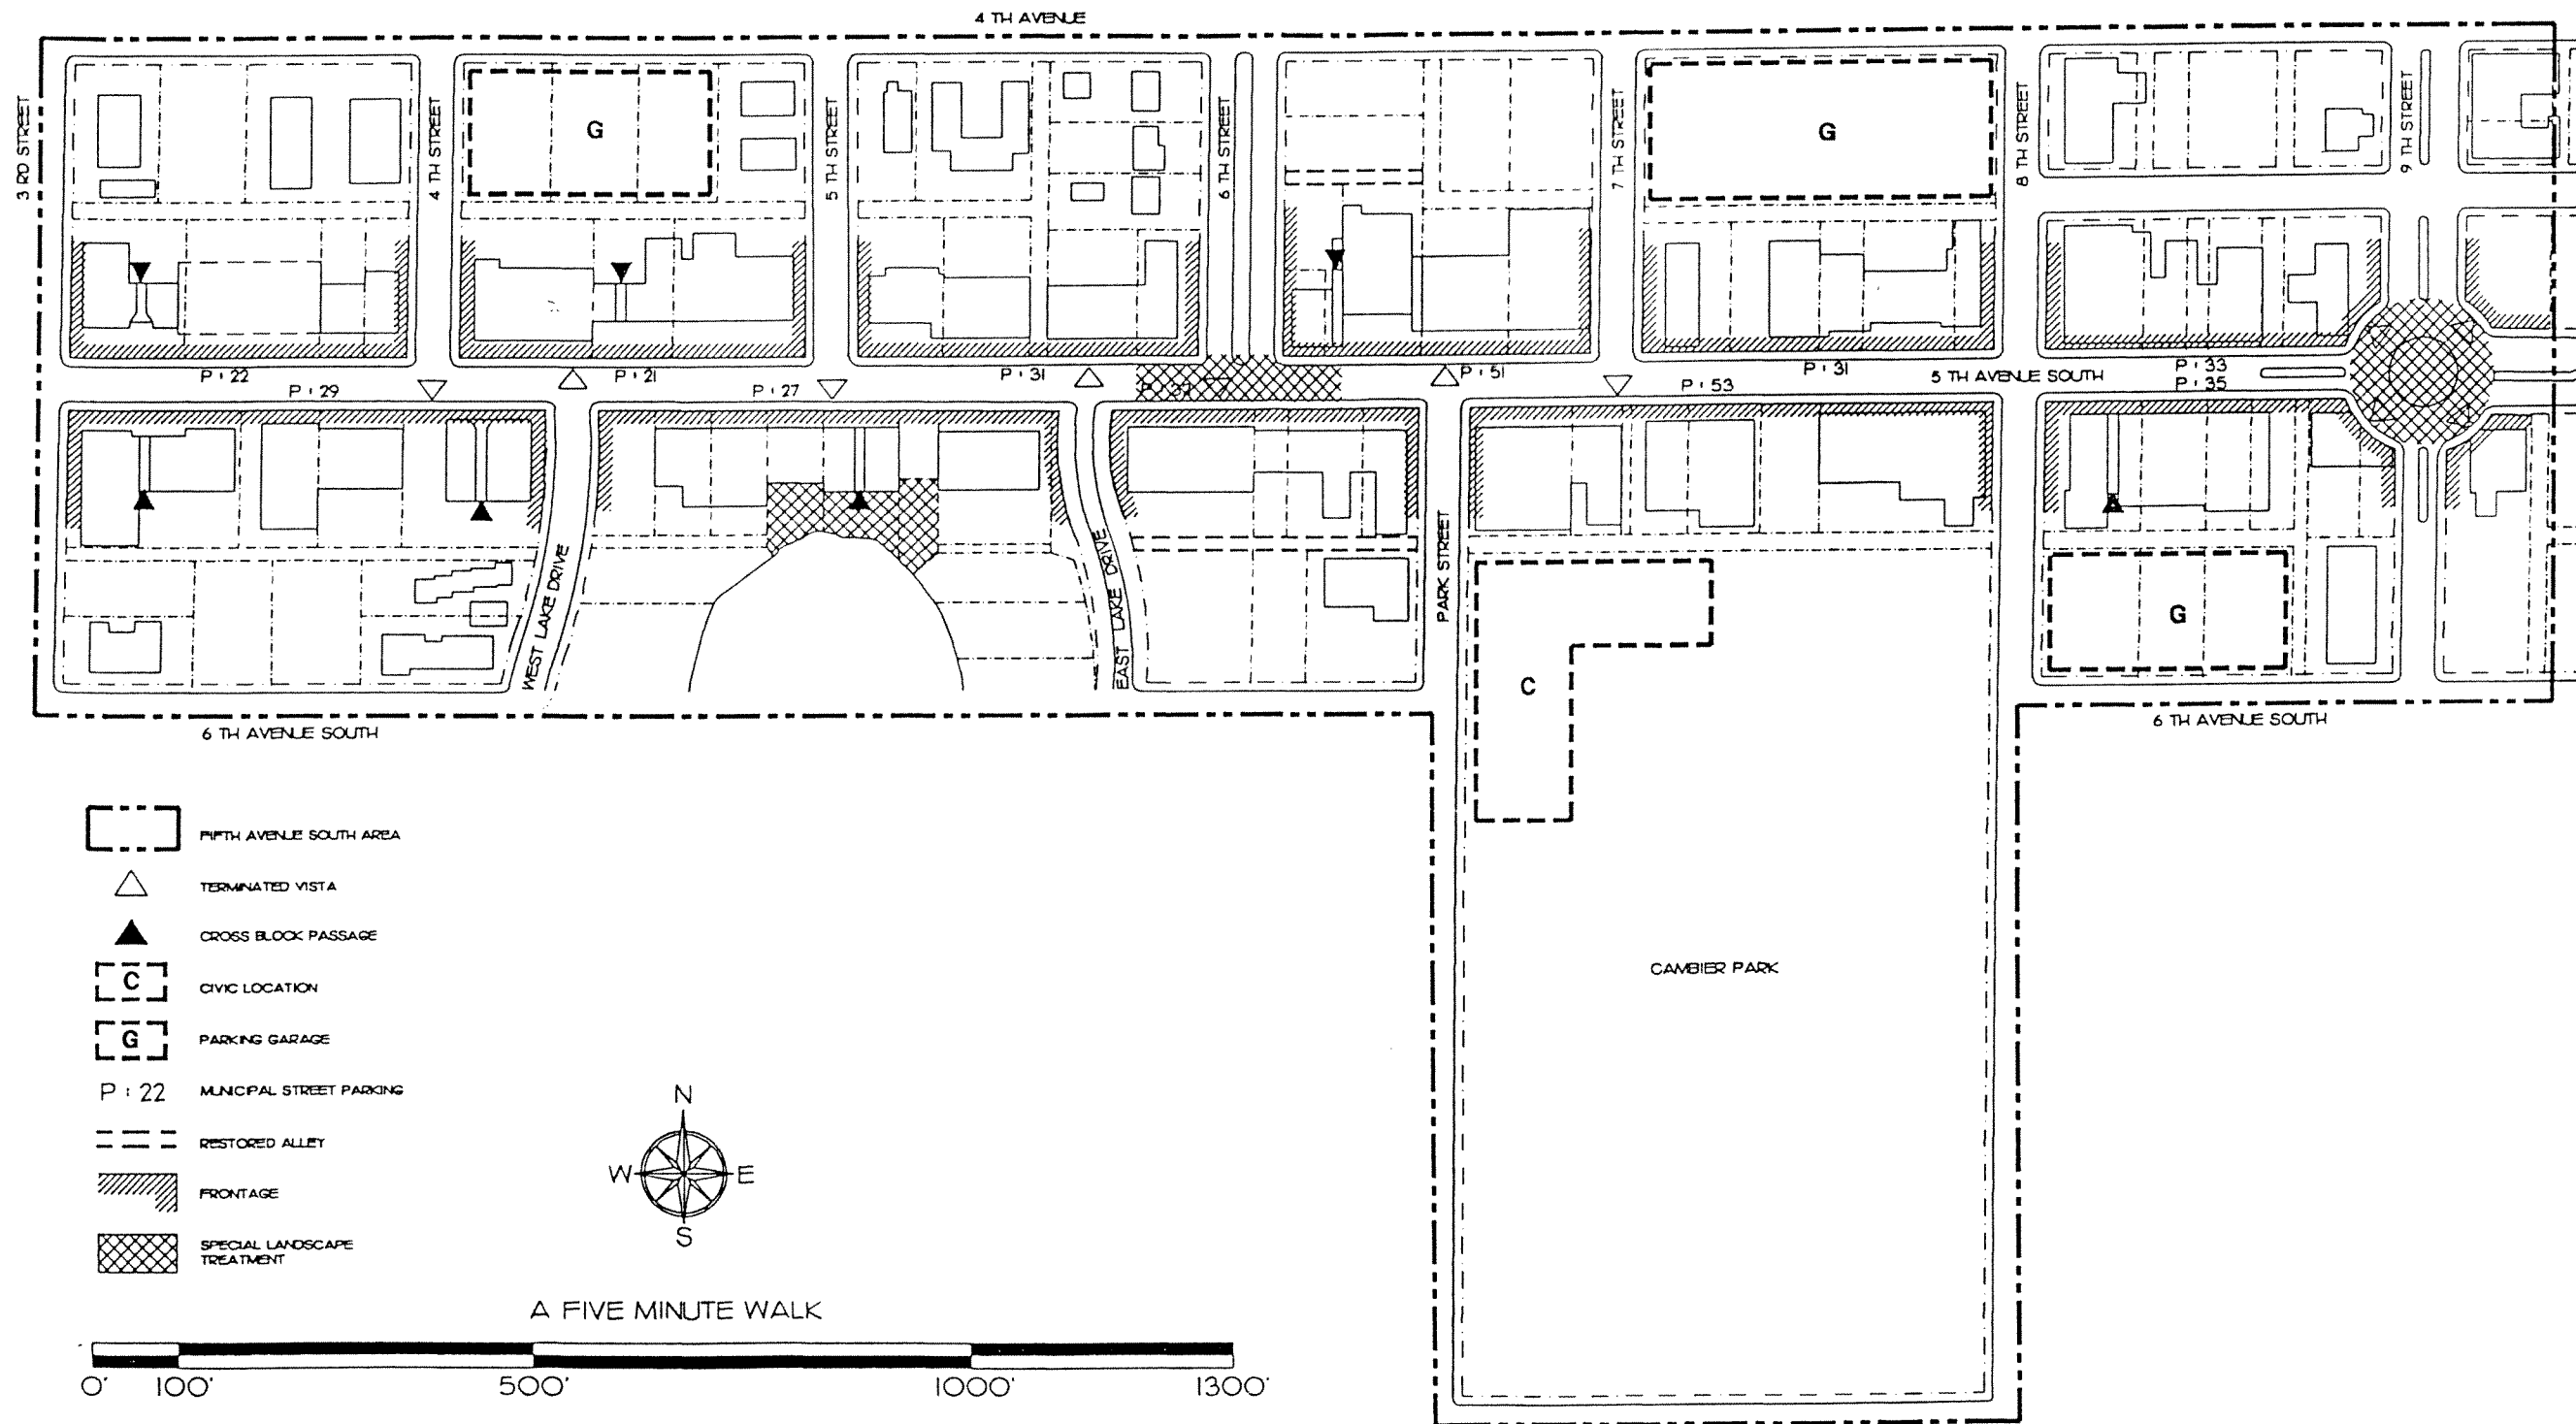 4 TH AVENUE
3 RD STREET
4 TH STREET
5 TH STREET
6 TH STREET
7 TH STREET
8 TH STREET
9 TH STREET
G
G
P : 22
P : 21
P : 31
P : 51
P : 31
P : 33
5 TH AVENUE SOUTH
P : 29
P : 27
P : 53
P : 35
WEST LAKE DRIVE
EAST LAKE DRIVE
PARK STREET
G
C
6 TH AVENUE SOUTH
6 TH AVENUE SOUTH
CAMBIER PARK
FIFTH AVENUE SOUTH AREA
TERMINATED VISTA
CROSS BLOCK PASSAGE
C CIVIC LOCATION
G PARKING GARAGE
P : 22 MUNICIPAL STREET PARKING
RESTORED ALLEY
FRONTAGE
SPECIAL LANDSCAPE
TREATMENT
N
W E
S
A FIVE MINUTE WALK
0' 100' 500' 1000' 1300'